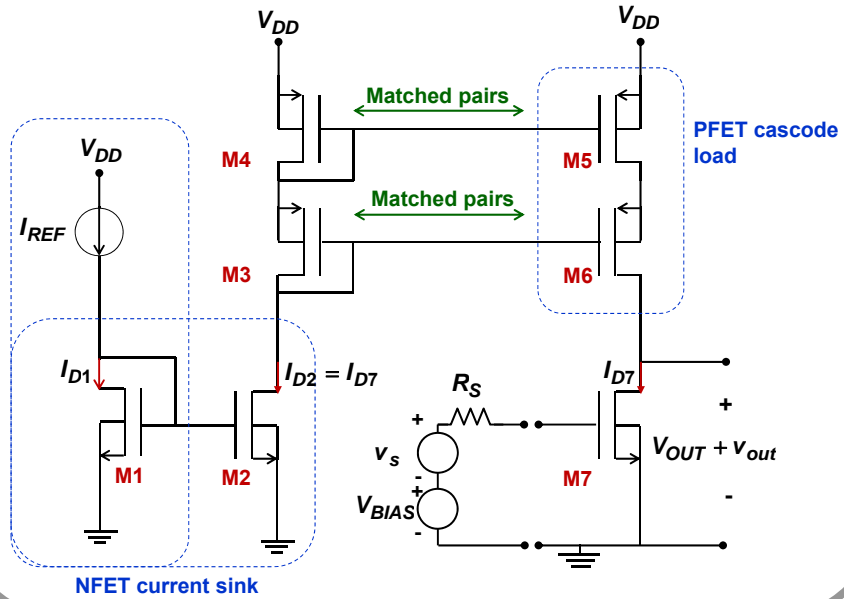 VDD
VDD
Matched pairs
PFET cascode
load
M4
M5
VDD
Matched pairs
IREF
M3
M6
ID1
ID2 = ID7
RS
ID7
+
+
vs
VOUT + vout
M1
M2
M7
-
+
VBIAS
-
-
NFET current sink